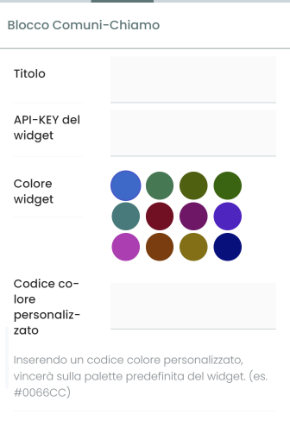 Blocco Comuni-Chiamo
Titolo
API-KEY del
widget
Colore
widget
Codice co-
lore
personaliz-
zato
Inserendo un codice colore personalizzato,
vincerà sulla palette predefinita del widget. (es.
#0066CC)